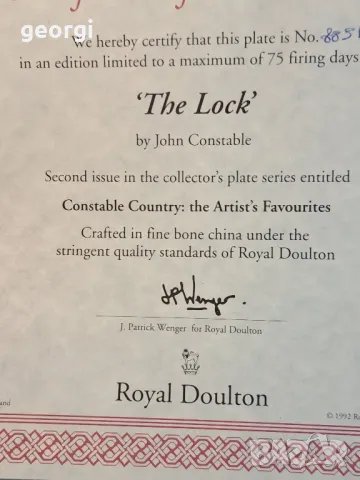 georgi
We hereby certify that this plate is No. 885
in an edition limited to a maximum of 75 firing days
'The Lock'
by John Constable
Second issue in the collector's plate series entitled
Constable Country: the Artist's Favourites
Crafted in fine bone china under the
stringent quality standards of Royal Doulton
JPWenger.
J. Patrick Wenger for Royal Doulton
Royal Doulton
© 1992 R